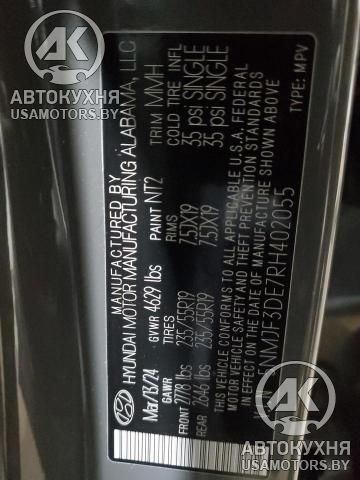 АВТОКУХНЯ
USAMOTORS.BY
MANUFACTURED BY
HYUNDAI MOTOR MANUFACTURING ALABAMA, LLC
Mar/13/24 GVWR 4629 lbs PAINT NT2 TRIM MMH
GAWR TIRES RIMS COLD TIRE INFL
FRONT 2778 lbs 235/55R19 7.5JX19 35 psi SINGLE
REAR 2646 lbs 235/55R19 7.5JX19 35 psi SINGLE
THIS VEHICLE CONFORMS TO ALL APPLICABLE U.S.A. FEDERAL
MOTOR VEHICLE SAFETY AND THEFT PREVENTION STANDARDS
IN EFFECT ON THE DATE OF MANUFACTURE SHOWN ABOVE
5NMJF3DE7RH402055
TYPE: MPV
АВТОКУХНЯ
USAMOTORS.BY